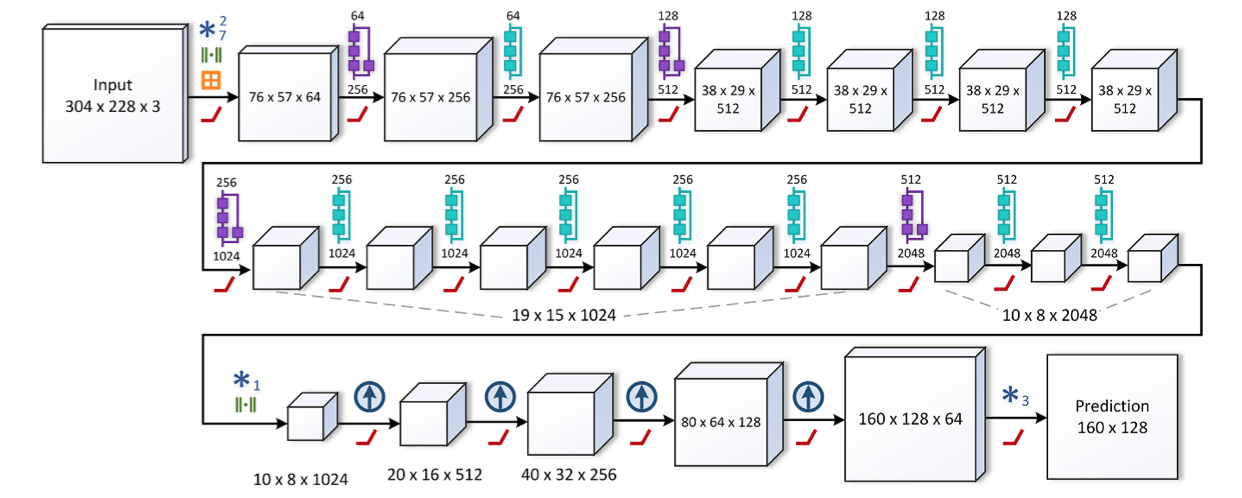 64 64 128 128 128 128
* 2 7
||·||
Input
304 x 228 x 3
76 x 57 x 64
256
76 x 57 x 256
256
76 x 57 x 256
512
38 x 29 x
512
512
38 x 29 x
512
512
38 x 29 x
512
512
38 x 29 x
512
256 256 256 256 256 256 512 512 512
1024 1024 1024 1024 1024 1024 2048 2048 2048
19 x 15 x 1024
10 x 8 x 2048
* 1
||·||
80 x 64 x 128
160 x 128 x 64
* 3
Prediction
160 x 128
10 x 8 x 1024
20 x 16 x 512
40 x 32 x 256